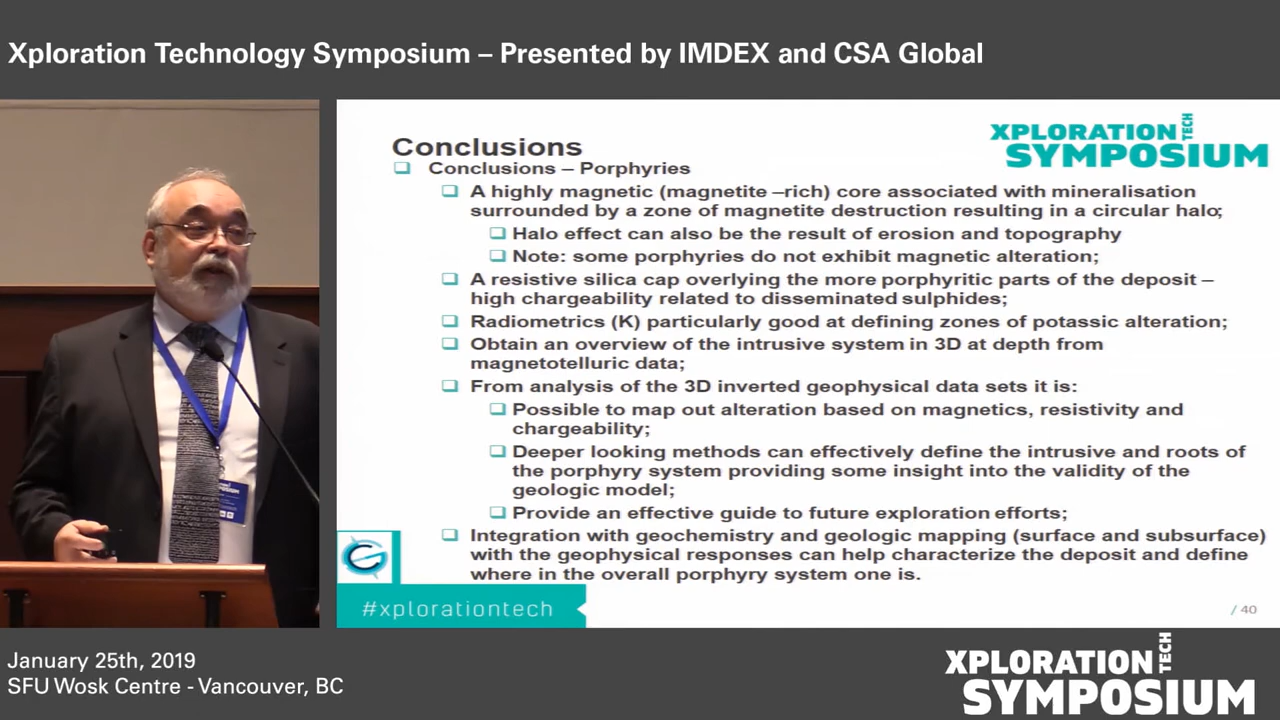 Xploration Technology Symposium – Presented by IMDEX and CSA Global
XPLORATION TECH
SYMPOSIUM
Conclusions
Conclusions – Porphyries
A highly magnetic (magnetite –rich) core associated with mineralisation
surrounded by a zone of magnetite destruction resulting in a circular halo;
Halo effect can also be the result of erosion and topography
Note: some porphyries do not exhibit magnetic alteration;
A resistive silica cap overlying the more porphyritic parts of the deposit –
high chargeability related to disseminated sulphides;
Radiometrics (K) particularly good at defining zones of potassic alteration;
Obtain an overview of the intrusive system in 3D at depth from
magnetotelluric data;
From analysis of the 3D inverted geophysical data sets it is:
Possible to map out alteration based on magnetics, resistivity and
chargeability;
Deeper looking methods can effectively define the intrusive and roots of
the porphyry system providing some insight into the validity of the
geologic model;
Provide an effective guide to future exploration efforts;
Integration with geochemistry and geologic mapping (surface and subsurface)
with the geophysical responses can help characterize the deposit and define
where in the overall porphyry system one is.
#xplorationtech
/ 40
January 25th, 2019
SFU Wosk Centre - Vancouver, BC
XPLORATION TECH
SYMPOSIUM